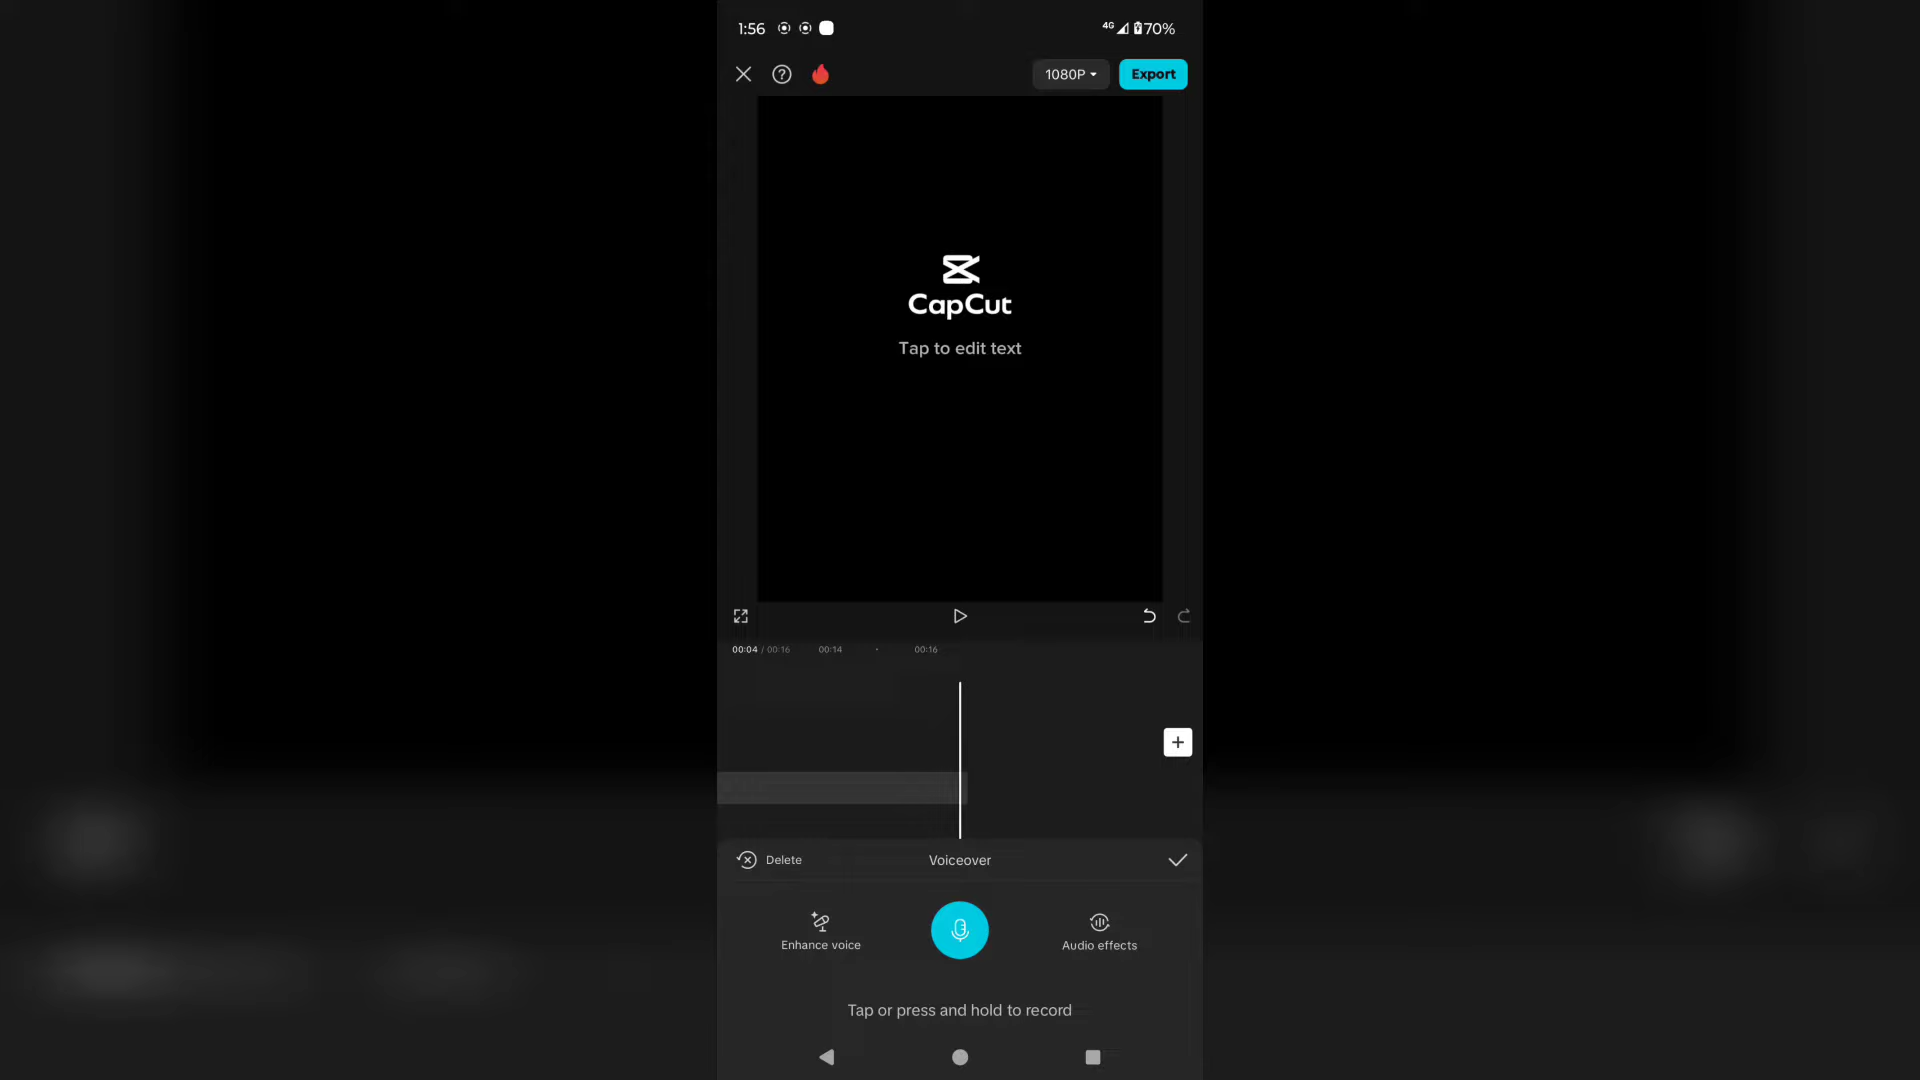 1:56 4G 70%
1080P Export
CapCut
Tap to edit text
00:04 / 00:16 00:14 00:16
Delete Voiceover
Enhance voice Audio effects
Tap or press and hold to record